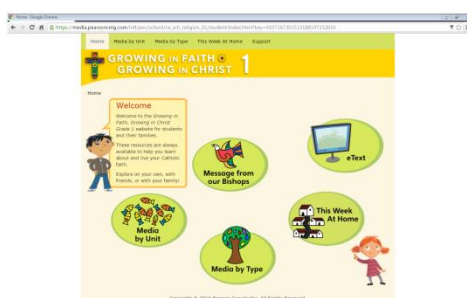 Home - Google Chrome
Home Media by Unit Media by Type This Week At Home Support
GROWING IN FAITH
GROWING IN CHRIST 1
Home
Welcome
Welcome to the Growing in
Faith, Growing in Christ
Grade 1 website for students
and their families.
These resources are always
available to help you learn
about and live your Catholic
faith.
Explore on your own, with
friends, or with your family!
Message from
our Bishops
eText
Media
by Unit
This Week
At Home
Media by Type